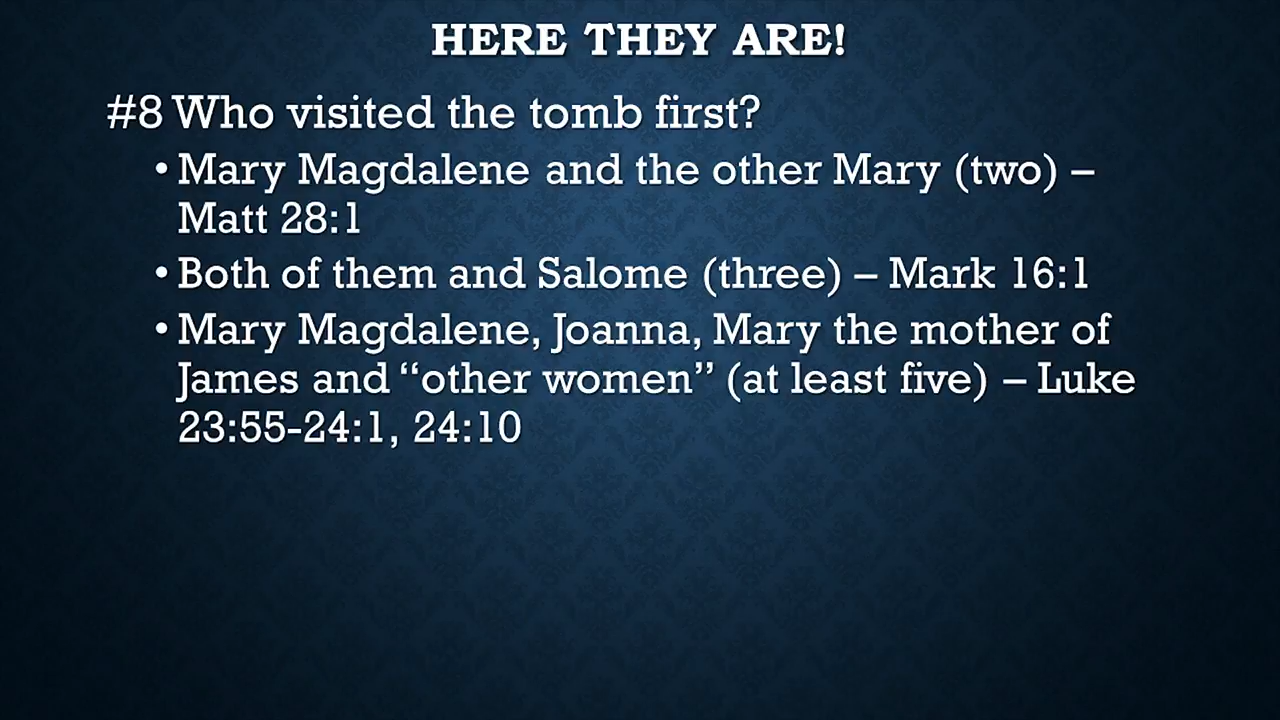 HERE THEY ARE!
#8 Who visited the tomb first?
• Mary Magdalene and the other Mary (two) –
Matt 28:1
• Both of them and Salome (three) – Mark 16:1
• Mary Magdalene, Joanna, Mary the mother of
James and “other women” (at least five) – Luke
23:55-24:1, 24:10